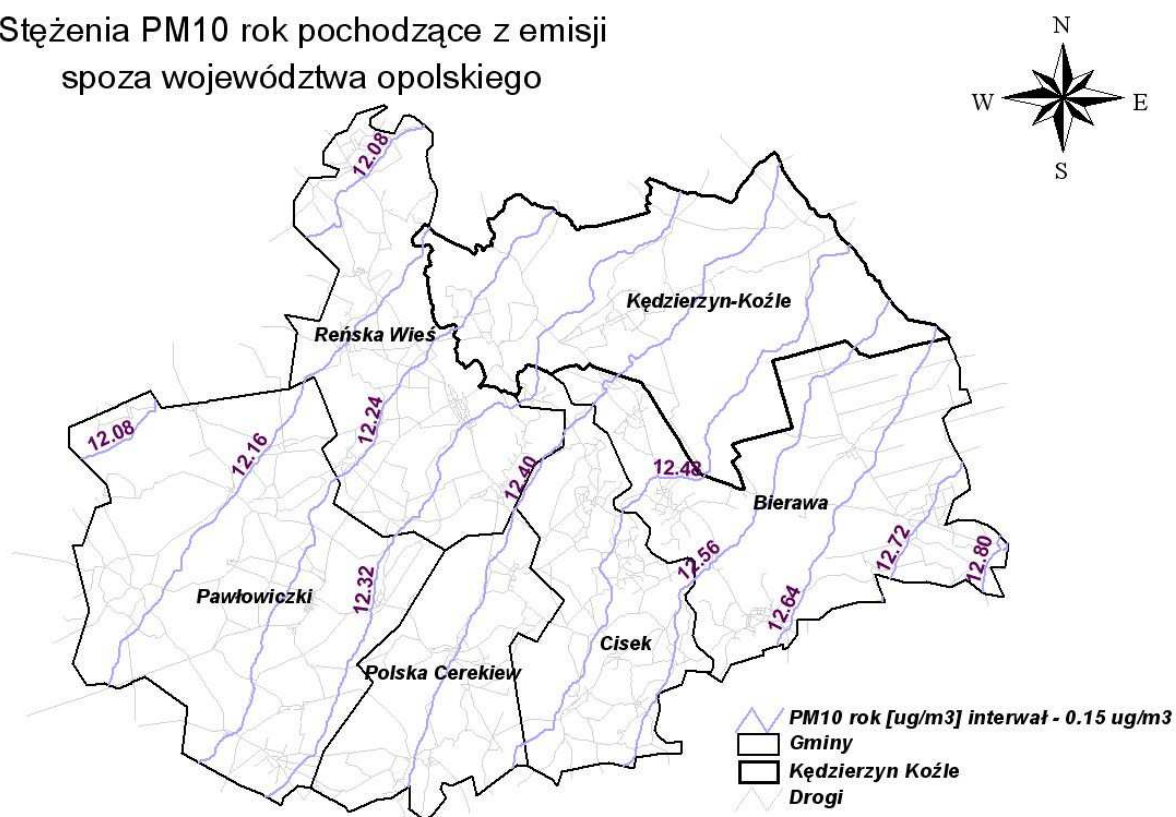 Stężenia PM10 rok pochodzące z emisji
spoza województwa opolskiego
N
W
E
S
12.08
Kędzierzyn-Koźle
Reńska Wieś
12.24
12.08
12.16
12.40
12.48
Bierawa
12.72
12.80
12.56
12.32
Pawłowiczki
12.64
Cisek
Polska Cerekiew
PM10 rok [ug/m3] interwał - 0.15 ug/m3
Gminy
Kędzierzyn Koźle
Drogi